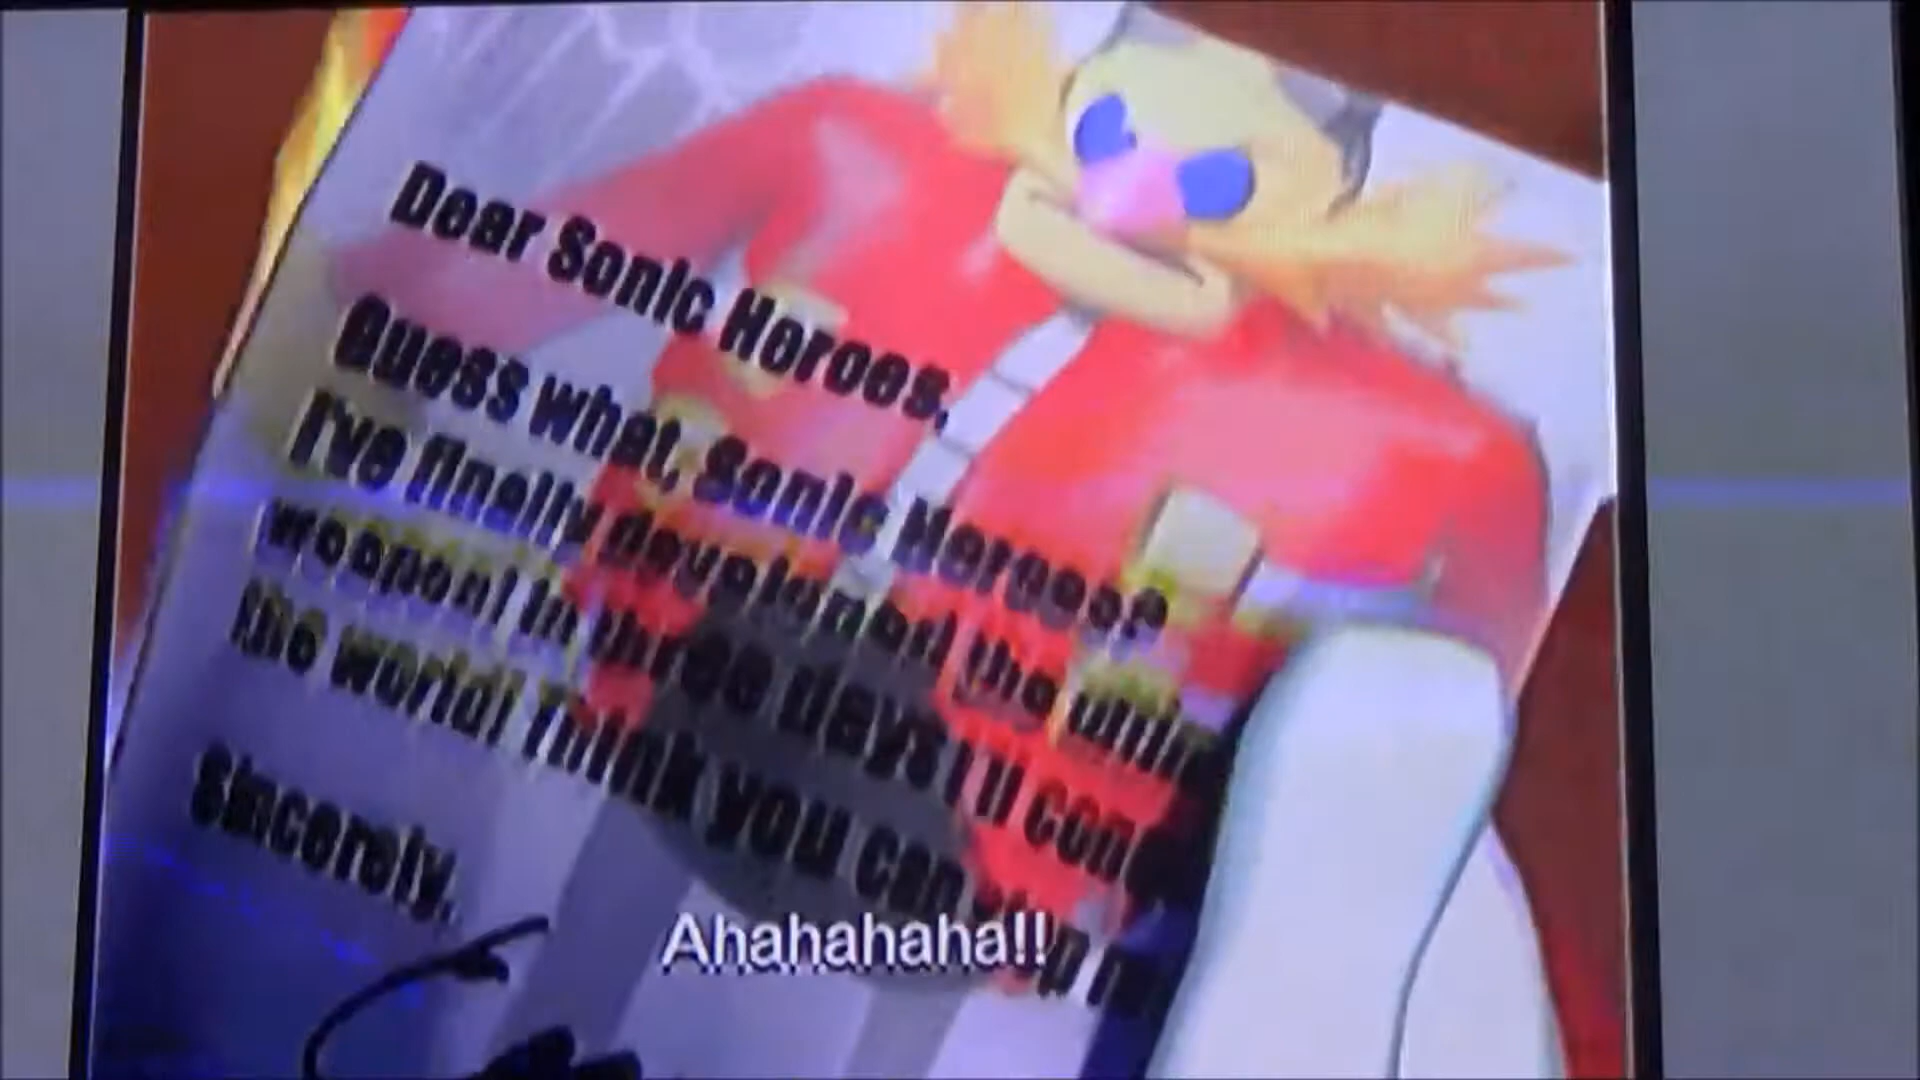 Dear Sonic Heroes,
Guess what, Sonic Heroes?
I've finally developed the
weapon! In three days I'll
the world! Think you can
Sincerely,
Ahahahaha!!